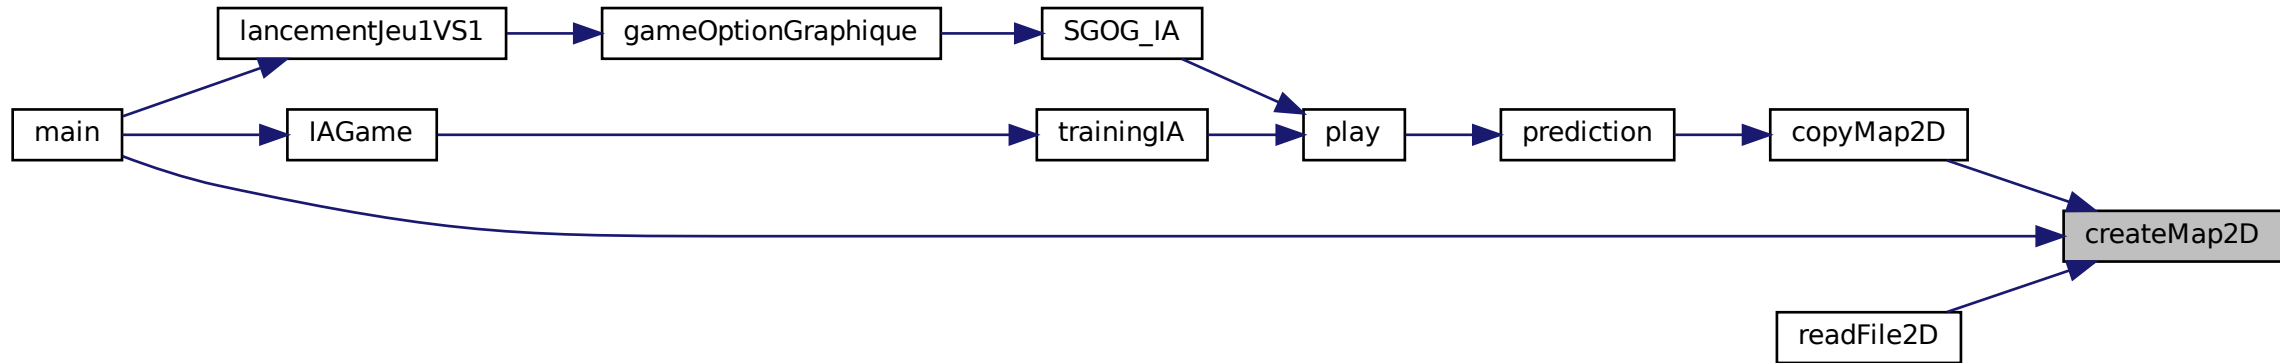 lancementJeu1VS1
gameOptionGraphique
SGOG_IA
main
IAGame
trainingIA
play
prediction
copyMap2D
createMap2D
readFile2D